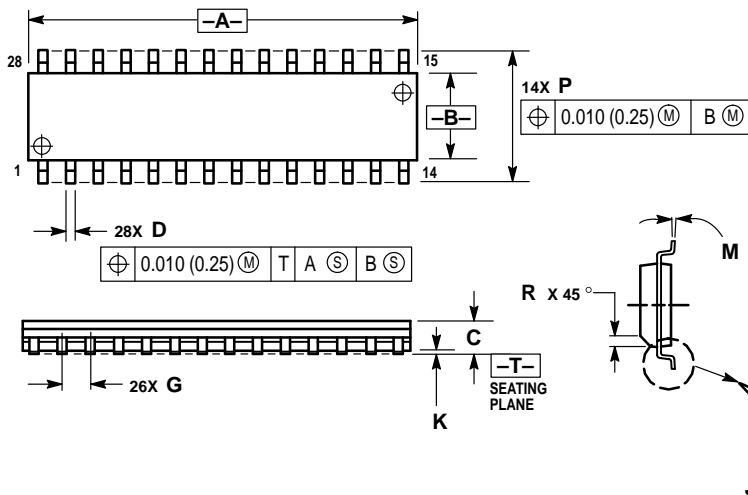 –A–
28
15
14X P
⌖ 0.010 (0.25) Ⓜ B Ⓜ
–B–
1
14
28X D
⌖ 0.010 (0.25) Ⓜ T A Ⓢ B Ⓢ
M
R X 45°
C
–T–
SEATING
PLANE
26X G
K